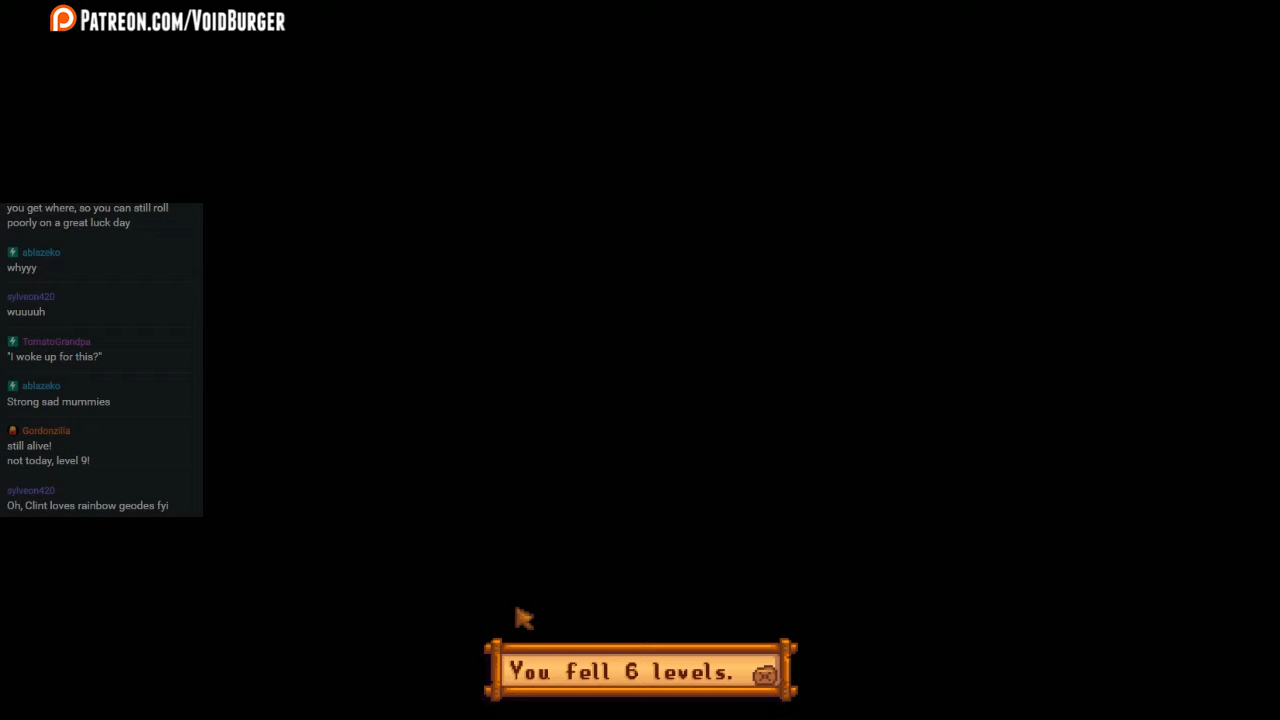 PATREON.COM/VOIDBURGER
you get where, so you can still roll
poorly on a great luck day
ablazeko
whyyy
sylveon420
wuuuuh
TomatoGrandpa
"I woke up for this?"
ablazeko
Strong sad mummies
Gordonzilla
still alive!
not today, level 9!
sylveon420
Oh, Clint loves rainbow geodes fyi
You fell 6 levels.